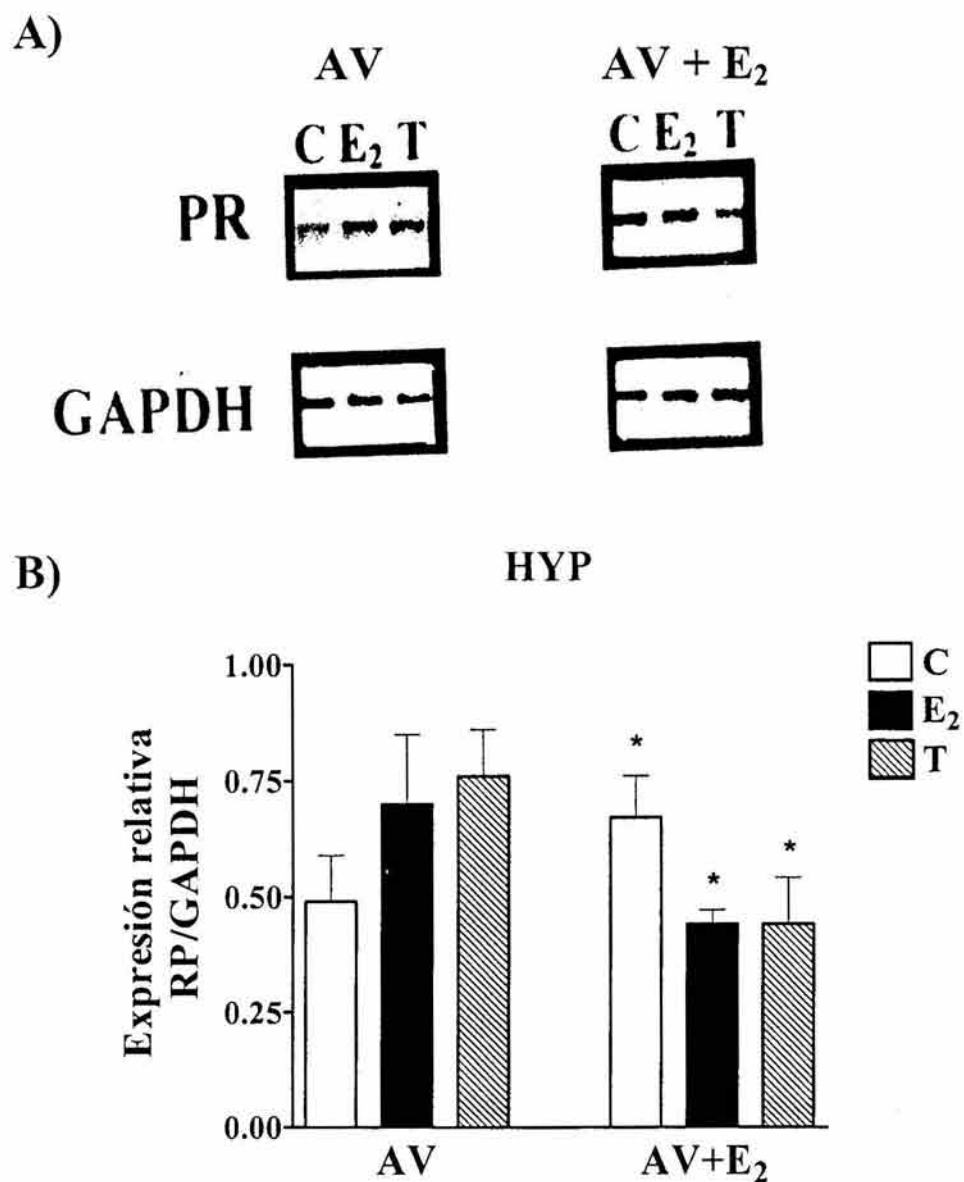 A)
AV AV + E₂
C E₂ T C E₂ T
PR
GAPDH
B) HYP
C
E₂
T
Expresión relativa
RP/GAPDH
1.00
0.75
0.50
0.25
0.00
*
*
*
AV AV+E₂